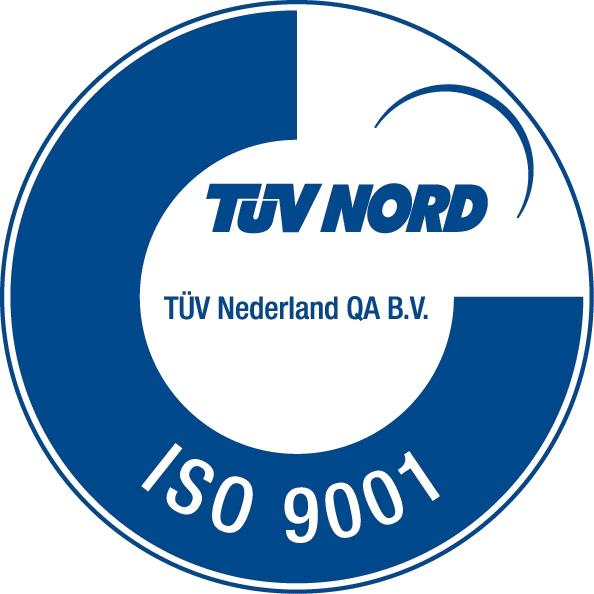 TÜV NORD
TÜV Nederland QA B.V.
ISO 9001